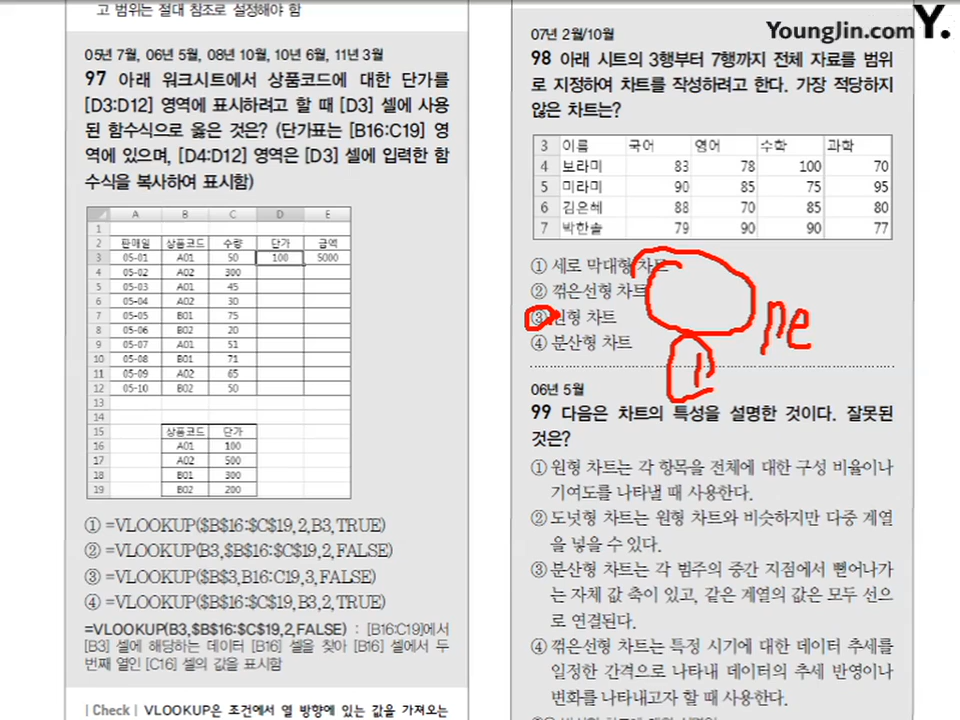 고 범위는 절대 참조로 설정해야 함
05년 7월, 06년 5월, 08년 10월, 10년 6월, 11년 3월
97 아래 워크시트에서 상품코드에 대한 단가를
[D3:D12] 영역에 표시하려고 할 때 [D3] 셀에 사용
된 함수식으로 옳은 것은? (단가표는 [B16:C19] 영
역에 있으며, [D4:D12] 영역은 [D3] 셀에 입력한 함
수식을 복사하여 표시함)
A B C D E
1
2 판매일 상품코드 수량 단가 금액
3 05-01 A01 50 100 5000
4 05-02 A02 300
5 05-03 A01 45
6 05-04 A02 30
7 05-05 B01 75
8 05-06 B02 20
9 05-07 A01 51
10 05-08 B01 71
11 05-09 A02 65
12 05-10 B02 50
13
14
15 상품코드 단가
16 A01 100
17 A02 500
18 B01 300
19 B02 200
① =VLOOKUP($B$16:$C$19,2,B3,TRUE)
② =VLOOKUP(B3,$B$16:$C$19,2,FALSE)
③ =VLOOKUP($B$3,B16:C19,3,FALSE)
④ =VLOOKUP($B$16:$C$19,B3,2,TRUE)
=VLOOKUP(B3,$B$16:$C$19,2,FALSE) : [B16:C19]에서
[B3] 셀에 해당하는 데이터 [B16] 셀을 찾아 [B16] 셀에서 두
번째 열인 [C16] 셀의 값을 표시함
| Check | VLOOKUP은 조건에서 열 방향에 있는 값을 가져오는
YoungJin.com Y.
07년 2월/10월
98 아래 시트의 3행부터 7행까지 전체 자료를 범위
로 지정하여 차트를 작성하려고 한다. 가장 적당하지
않은 차트는?
3 이름 국어 영어 수학 과학
4 보라미 83 78 100 70
5 미라미 90 85 75 95
6 김은혜 88 70 85 80
7 박한솔 79 90 90 77
① 세로 막대형 차트
② 꺾은선형 차트
③ 원형 차트
④ 분산형 차트
ne
06년 5월
99 다음은 차트의 특성을 설명한 것이다. 잘못된
것은?
① 원형 차트는 각 항목을 전체에 대한 구성 비율이나
기여도를 나타낼 때 사용한다.
② 도넛형 차트는 원형 차트와 비슷하지만 다중 계열
을 넣을 수 있다.
③ 분산형 차트는 각 범주의 중간 지점에서 뻗어나가
는 자체 값 축이 있고, 같은 계열의 값은 모두 선으
로 연결된다.
④ 꺾은선형 차트는 특정 시기에 대한 데이터 추세를
일정한 간격으로 나타내 데이터의 추세 반영이나
변화를 나타내고자 할 때 사용한다.